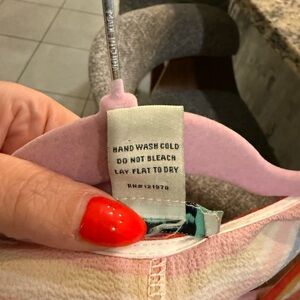 HAND WASH COLD
DO NOT BLEACH
LAY FLAT TO DRY
RN# 121970